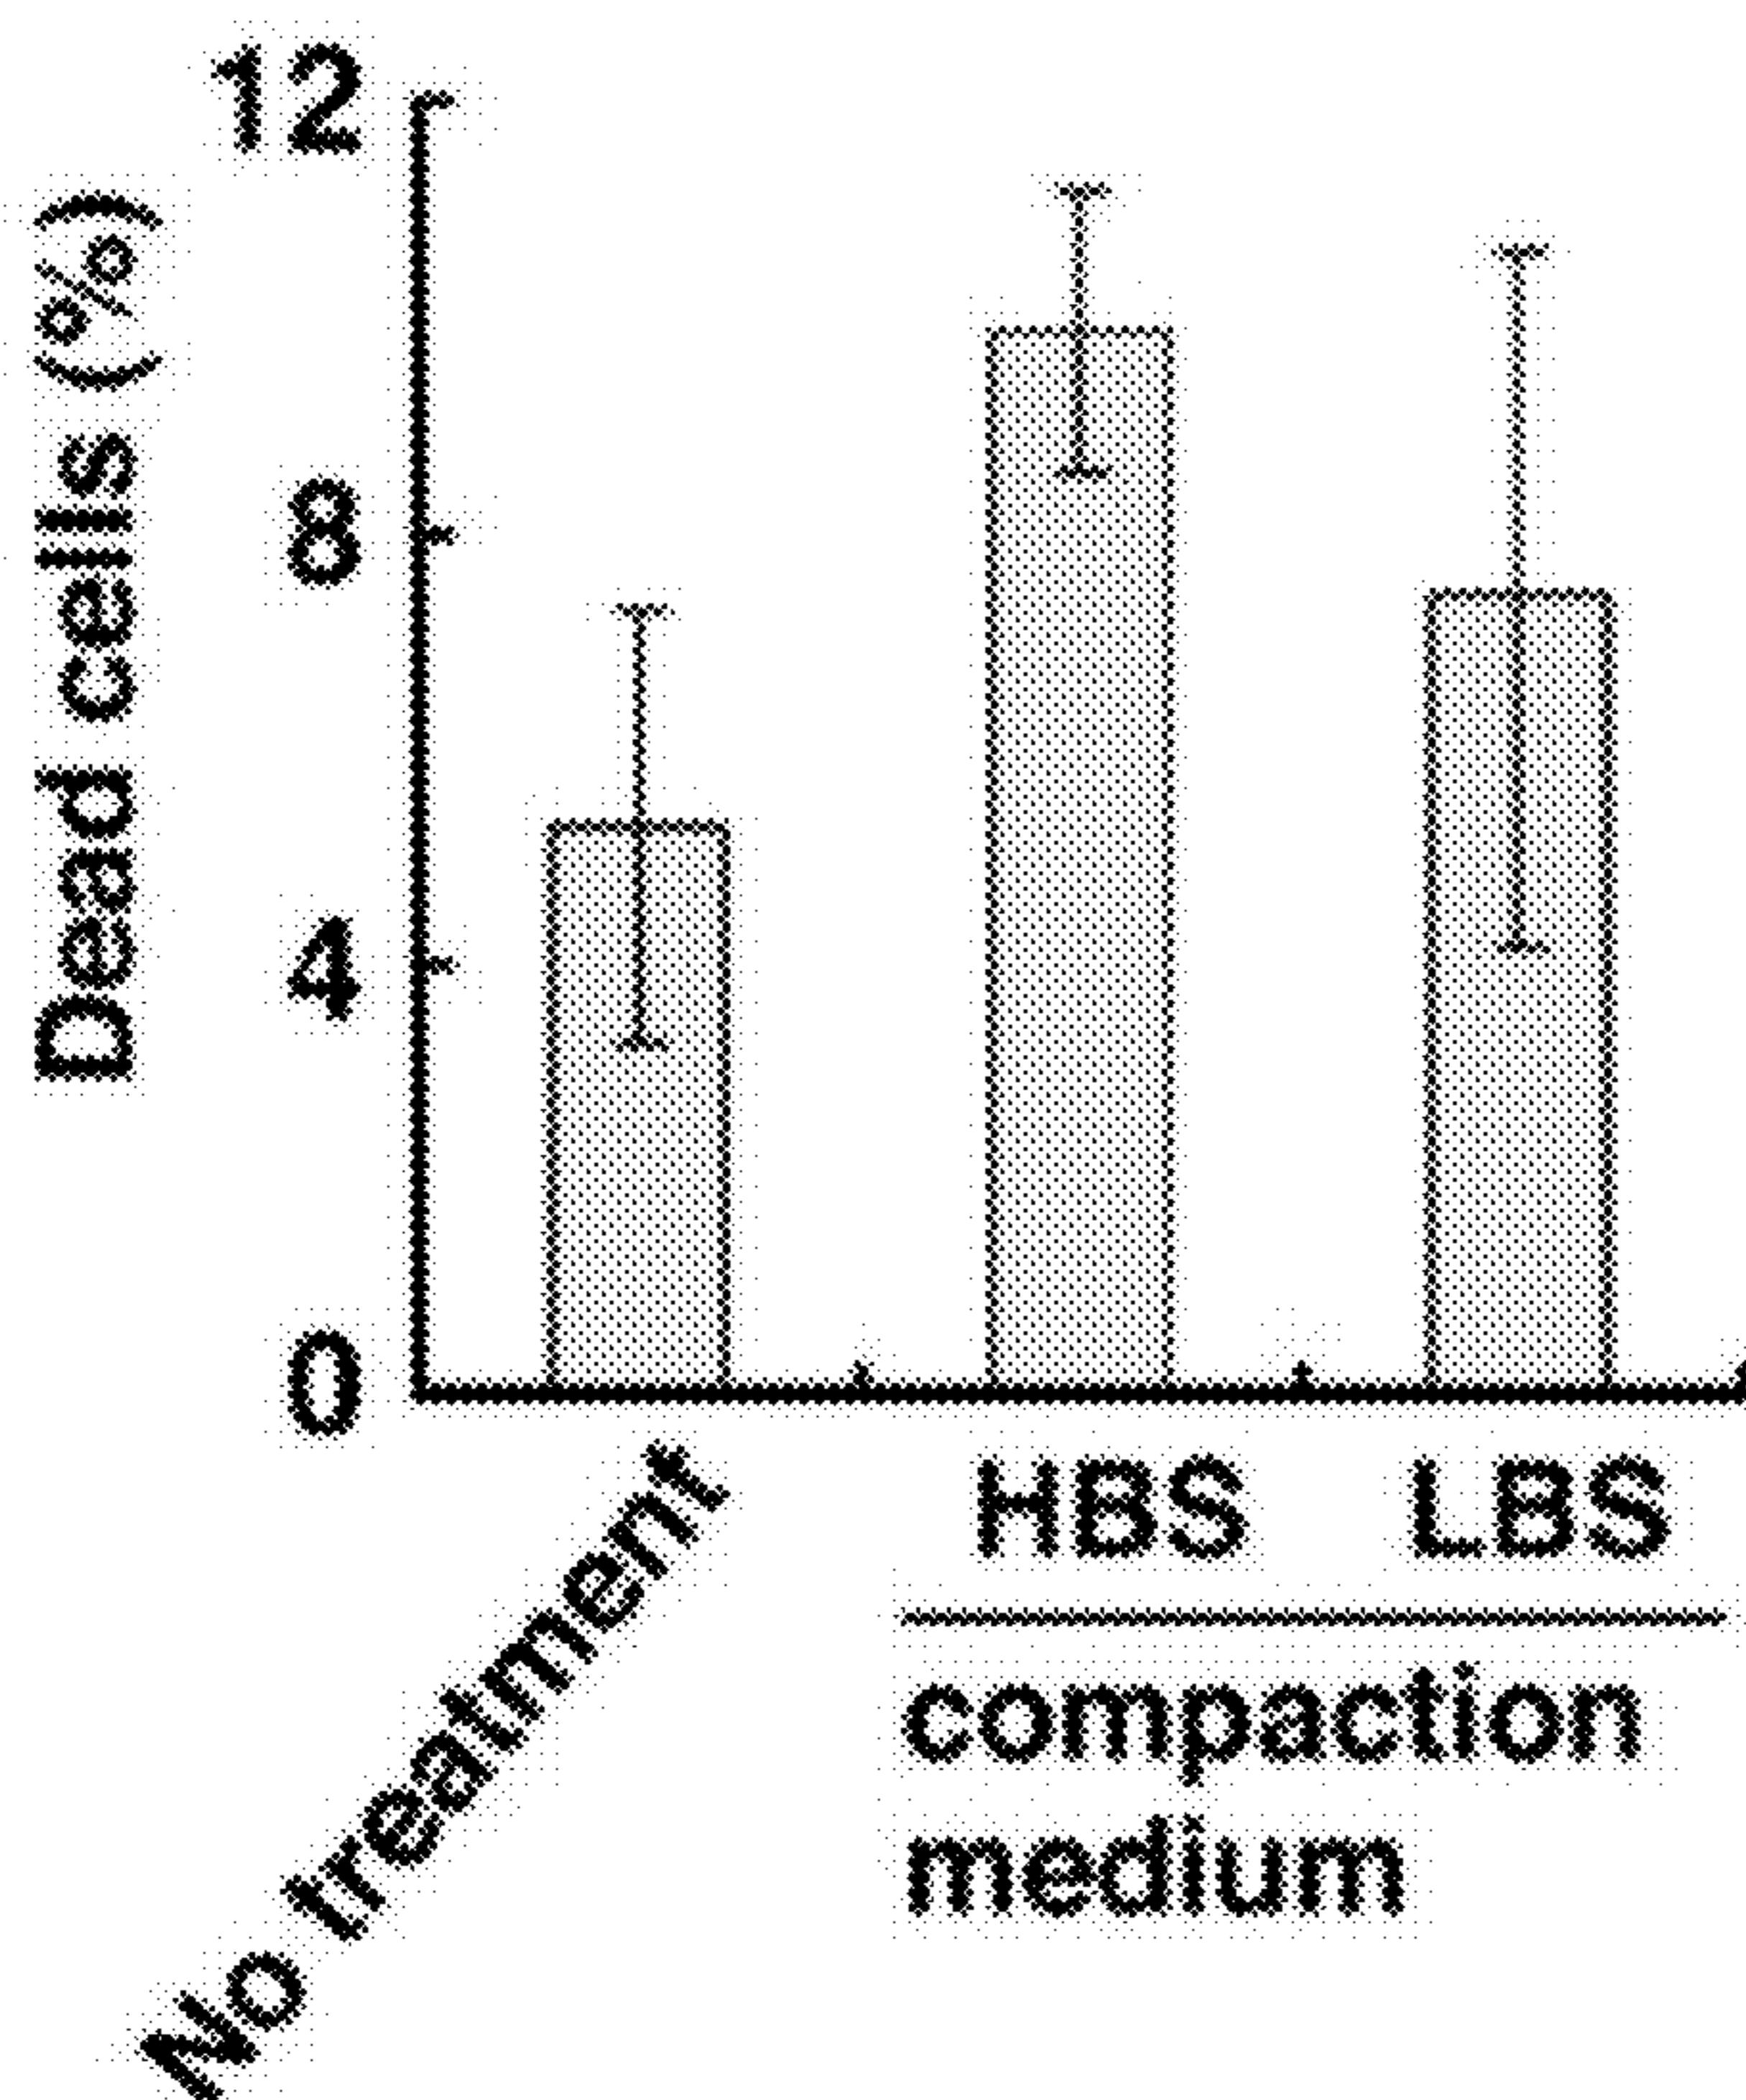 Dead cells (%)
12
8
4
0
No treatment
HBS LBS
compaction
medium